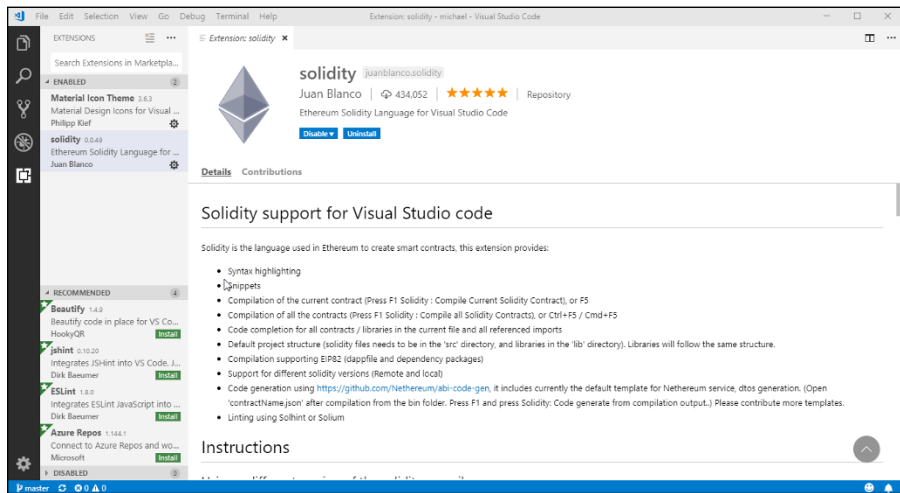 File Edit Selection View Go Debug Terminal Help
Extension: solidity - michael - Visual Studio Code
EXTENSIONS
Search Extensions in Marketpla...
ENABLED 2
Material Icon Theme 3.6.3
Material Design Icons for Visual ...
Philipp Kief
solidity 0.0.49
Ethereum Solidity Language for ...
Juan Blanco
RECOMMENDED 4
Beautify 1.4.9
Beautify code in place for VS Co...
HookyQR Install
jshint 0.10.20
Integrates JSHint into VS Code. J...
Dirk Baeumer Install
ESLint 1.8.0
Integrates ESLint JavaScript into ...
Dirk Baeumer Install
Azure Repos 1.144.1
Connect to Azure Repos and wo...
Microsoft Install
DISABLED 0
Extension: solidity
solidity juanblanco.solidity
Juan Blanco 434,052 Repository
Ethereum Solidity Language for Visual Studio Code
Disable Uninstall
Details Contributions
Solidity support for Visual Studio code
Solidity is the language used in Ethereum to create smart contracts, this extension provides:
Syntax highlighting
Snippets
Compilation of the current contract (Press F1 Solidity : Compile Current Solidity Contract), or F5
Compilation of all the contracts (Press F1 Solidity : Compile all Solidity Contracts), or Ctrl+F5 / Cmd+F5
Code completion for all contracts / libraries in the current file and all referenced imports
Default project structure (solidity files needs to be in the 'src' directory, and libraries in the 'lib' directory). Libraries will follow the same structure.
Compilation supporting EIP82 (dappfile and dependency packages)
Support for different solidity versions (Remote and local)
Code generation using https://github.com/Nethereum/abi-code-gen, it includes currently the default template for Nethereum service, dtos generation. (Open
'contractName.json' after compilation from the bin folder. Press F1 and press Solidity: Code generate from compilation output..) Please contribute more templates.
Linting using Solhint or Solium
Instructions
master 0 0